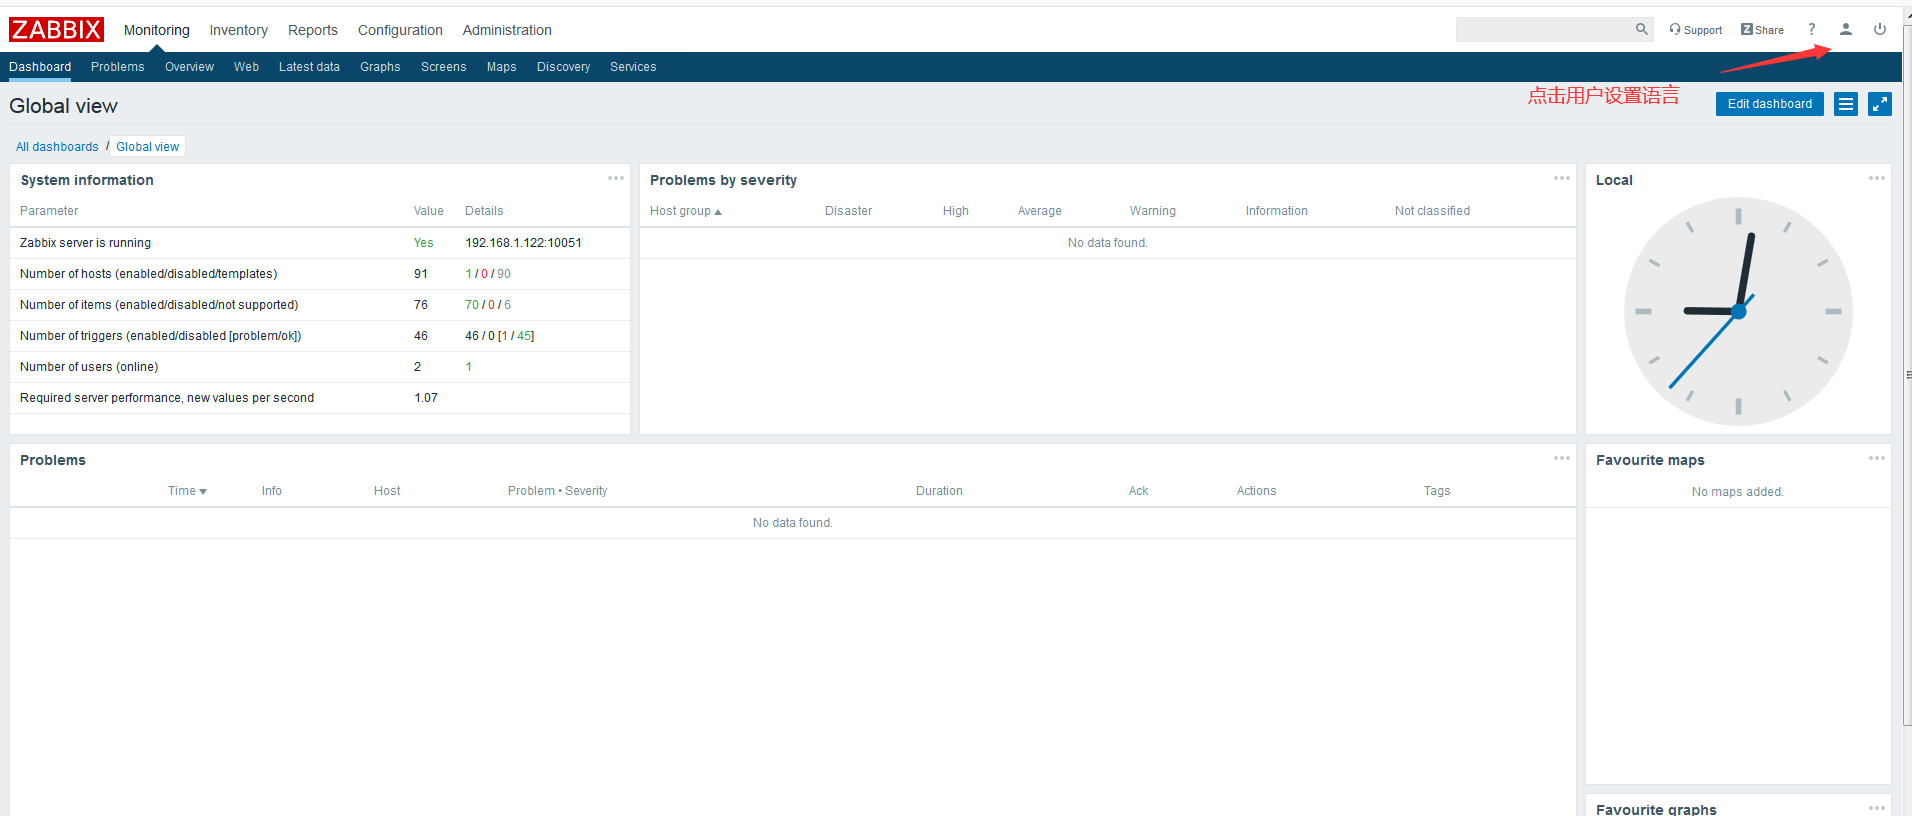 ZABBIX Monitoring Inventory Reports Configuration Administration Support Z Share ?
Dashboard Problems Overview Web Latest data Graphs Screens Maps Discovery Services
点击用户设置语言
Global view Edit dashboard
All dashboards / Global view
System information
Parameter Value Details
Zabbix server is running Yes 192.168.1.122:10051
Number of hosts (enabled/disabled/templates) 91 1 / 0 / 90
Number of items (enabled/disabled/not supported) 76 70 / 0 / 6
Number of triggers (enabled/disabled [problem/ok]) 46 46 / 0 [1 / 45]
Number of users (online) 2 1
Required server performance, new values per second 1.07
Problems by severity
Host group Disaster High Average Warning Information Not classified
No data found.
Local
Problems
Time Info Host Problem • Severity Duration Ack Actions Tags
No data found.
Favourite maps
No maps added.
Favourite graphs